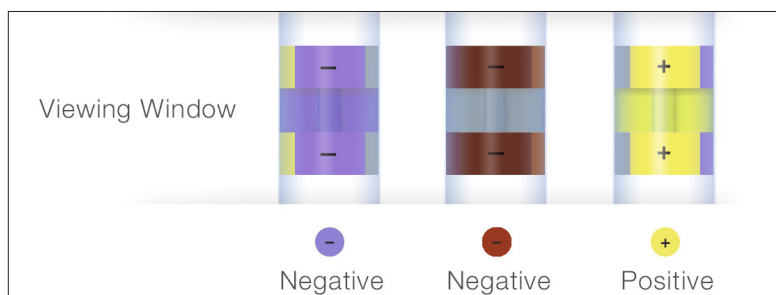 − − +
Viewing Window
− − +
− − +
Negative Negative Positive